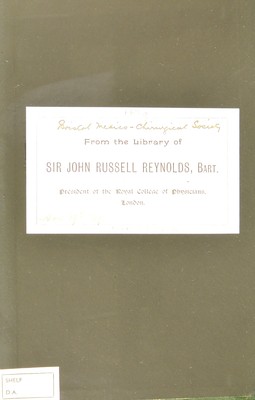 Bristol Medico-Chirurgical Society
From the Library of
SIR JOHN RUSSELL REYNOLDS, BART.
President of the Royal College of Physicians,
London.
SHELF
O.A.